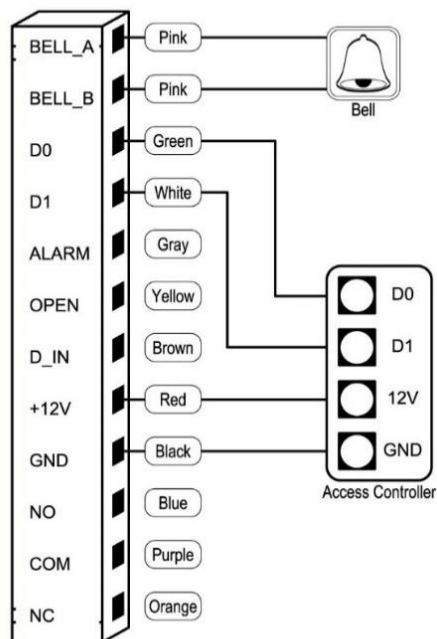 BELL_A Pink
BELL_B Pink
Bell
D0 Green
D1 White
ALARM Gray
OPEN Yellow D0
D_IN Brown D1
+12V Red 12V
GND Black GND
Access Controller
NO Blue
COM Purple
NC Orange